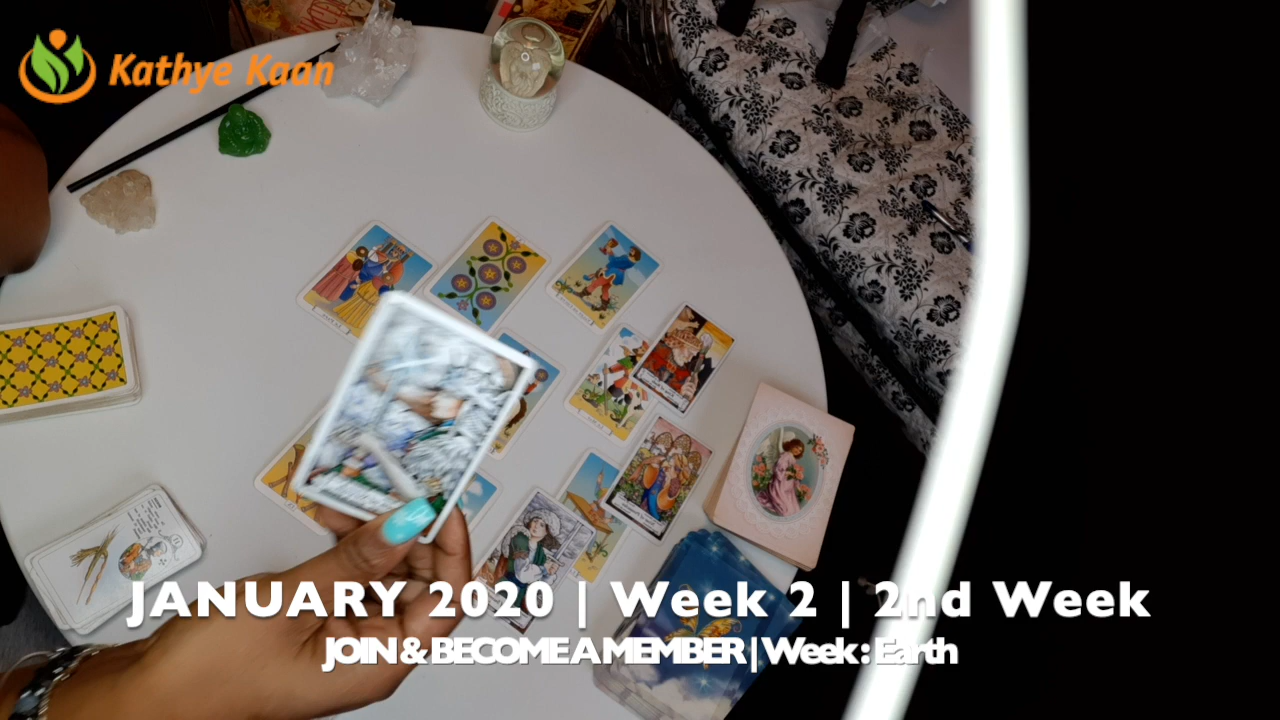 Kathye Kaan
JANUARY 2020 | Week 2 | 2nd Week
JOIN & BECOME A MEMBER | Week : Earth